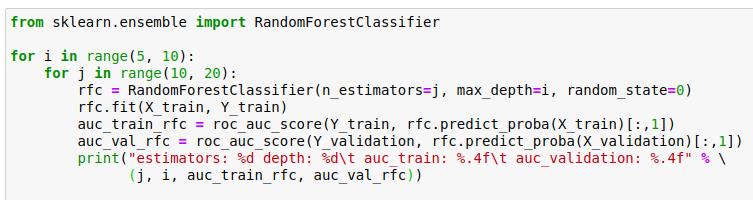 from sklearn.ensemble import RandomForestClassifier

for i in range(5, 10):
    for j in range(10, 20):
        rfc = RandomForestClassifier(n_estimators=j, max_depth=i, random_state=0)
        rfc.fit(X_train, Y_train)
        auc_train_rfc = roc_auc_score(Y_train, rfc.predict_proba(X_train)[:,1])
        auc_val_rfc = roc_auc_score(Y_validation, rfc.predict_proba(X_validation)[:,1])
        print("estimators: %d depth: %d\t auc_train: %.4f\t auc_validation: %.4f" % \
              (j, i, auc_train_rfc, auc_val_rfc))